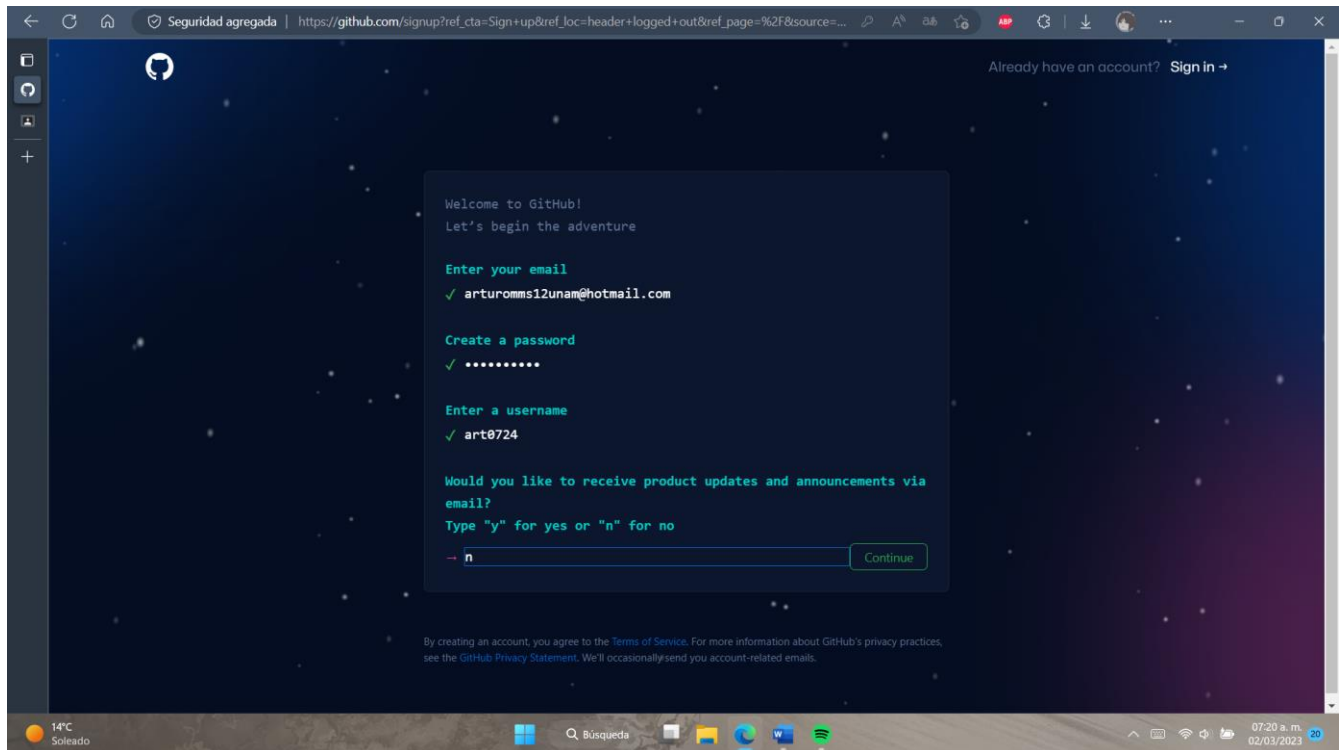 Seguridad agregada
https://github.com/signup?ref_cta=Sign+up&ref_loc=header+logged+out&ref_page=%2F&source=...
ABP
Already have an account? Sign in →
Welcome to GitHub!
Let's begin the adventure
Enter your email
✓ arturomms12unam@hotmail.com
Create a password
✓ ••••••••••
Enter a username
✓ art0724
Would you like to receive product updates and announcements via
email?
Type "y" for yes or "n" for no
→ n
Continue
By creating an account, you agree to the Terms of Service. For more information about GitHub's privacy practices,
see the GitHub Privacy Statement. We'll occasionally send you account-related emails.
14°C
Soleado
Búsqueda
07:20 a. m.
02/03/2023
20